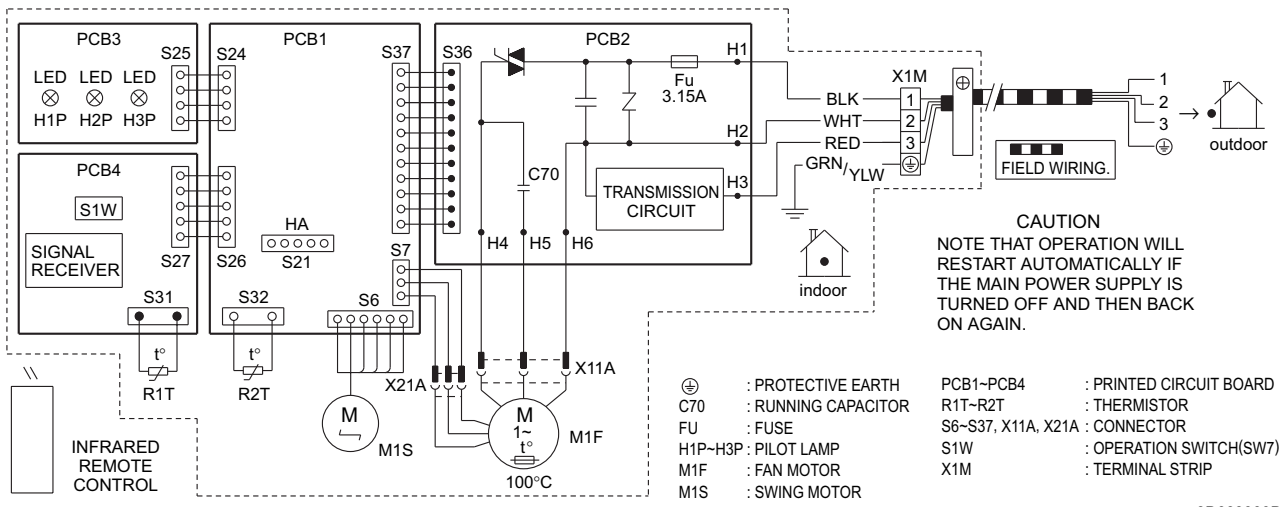 PCB3
LED LED LED
H1P H2P H3P
S25
S24
PCB1
S37
S36
PCB2
H1
Fu
3.15A
H2
H3
C70
TRANSMISSION
CIRCUIT
H4
H5
H6
PCB4
S1W
SIGNAL
RECEIVER
S27
S26
HA
S21
S7
S31
S32
S6
t°
R1T
t°
R2T
X21A
X11A
M
M1S
M
1~
t°
M1F
100°C
INFRARED
REMOTE
CONTROL
BLK
WHT
RED
GRN/YLW
X1M
1
2
3
1
2
3
outdoor
FIELD WIRING.
indoor
CAUTION
NOTE THAT OPERATION WILL
RESTART AUTOMATICALLY IF
THE MAIN POWER SUPPLY IS
TURNED OFF AND THEN BACK
ON AGAIN.
: PROTECTIVE EARTH
C70 : RUNNING CAPACITOR
FU : FUSE
H1P~H3P : PILOT LAMP
M1F : FAN MOTOR
M1S : SWING MOTOR
PCB1~PCB4 : PRINTED CIRCUIT BOARD
R1T~R2T : THERMISTOR
S6~S37, X11A, X21A : CONNECTOR
S1W : OPERATION SWITCH(SW7)
X1M : TERMINAL STRIP